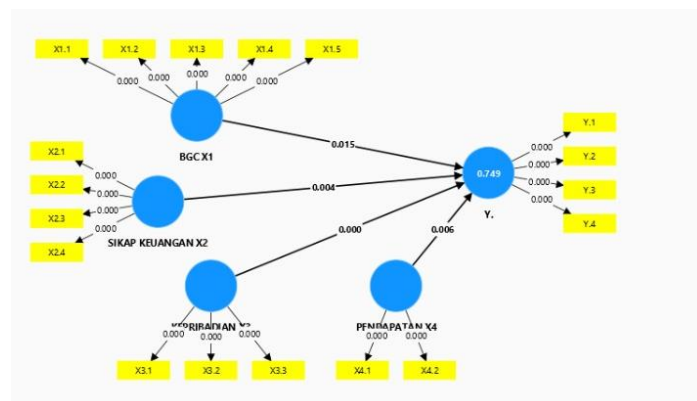 X1.1 X1.2 X1.3 X1.4 X1.5
0.000 0.000 0.000 0.000 0.000
BGC X1
0.015
X2.1
0.000
X2.2
0.000
X2.3
0.000
X2.4
0.000
SIKAP KEUANGAN X2
0.004
0.749
Y.
Y.1
0.000
Y.2
0.000
Y.3
0.000
Y.4
0.000
0.000
0.006
KEPRIBADIAN X3
0.000 0.000 0.000
X3.1 X3.2 X3.3
PENDAPATAN X4
0.000 0.000
X4.1 X4.2